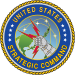 UNITED STATES
STRATEGIC COMMAND